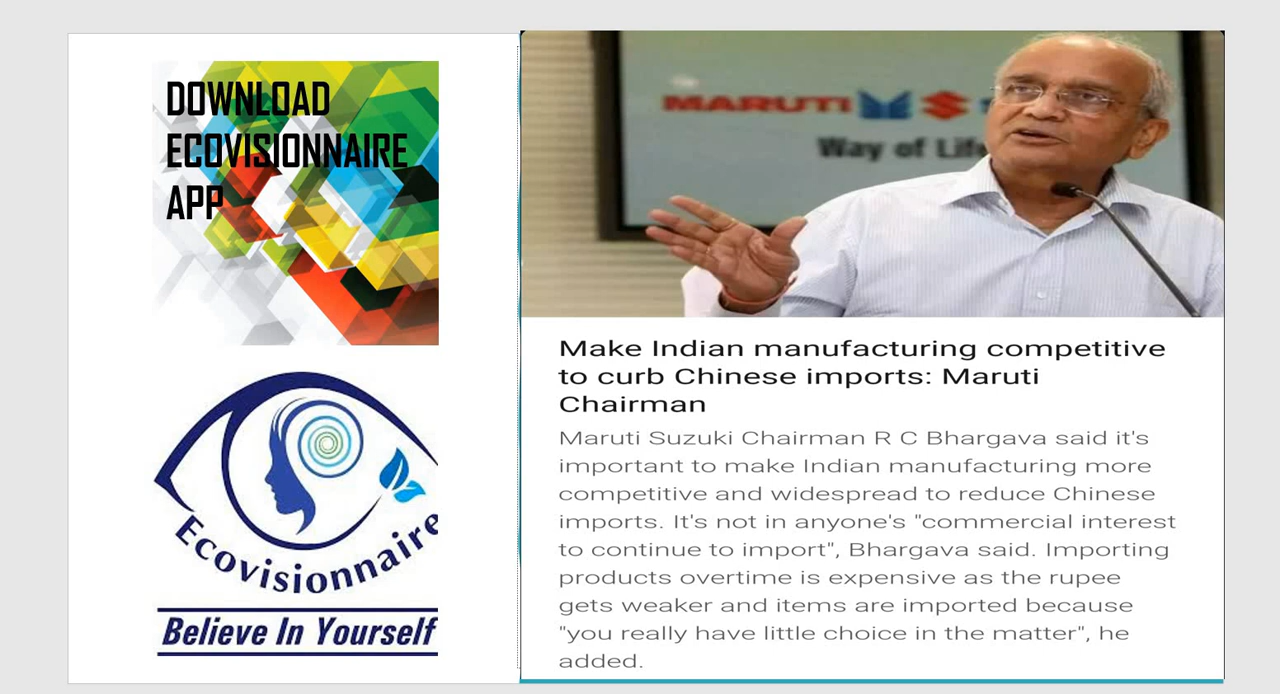 DOWNLOAD
ECOVISIONNAIRE
APP
Ecovisionnaire
Believe In Yourself
MARUTI S
Way of Life
Make Indian manufacturing competitive
to curb Chinese imports: Maruti
Chairman
Maruti Suzuki Chairman R C Bhargava said it's
important to make Indian manufacturing more
competitive and widespread to reduce Chinese
imports. It's not in anyone's "commercial interest
to continue to import", Bhargava said. Importing
products overtime is expensive as the rupee
gets weaker and items are imported because
"you really have little choice in the matter", he
added.